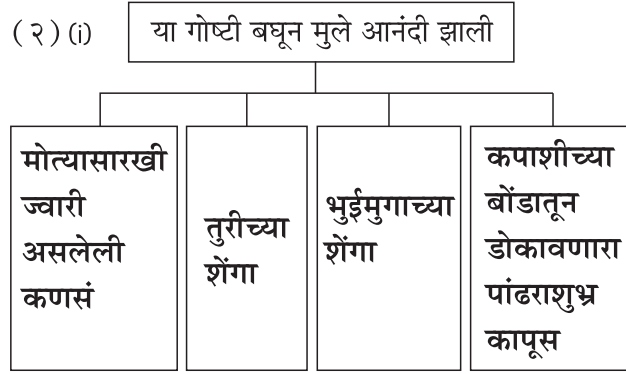 (२) (i)
या गोष्टी बघून मुले आनंदी झाली
मोत्यासारखी
ज्वारी
असलेली
कणसं
तुरीच्या
शेंगा
भुईमुगाच्या
शेंगा
कपाशीच्या
बोंडातून
डोकावणारा
पांढराशुभ्र
कापूस